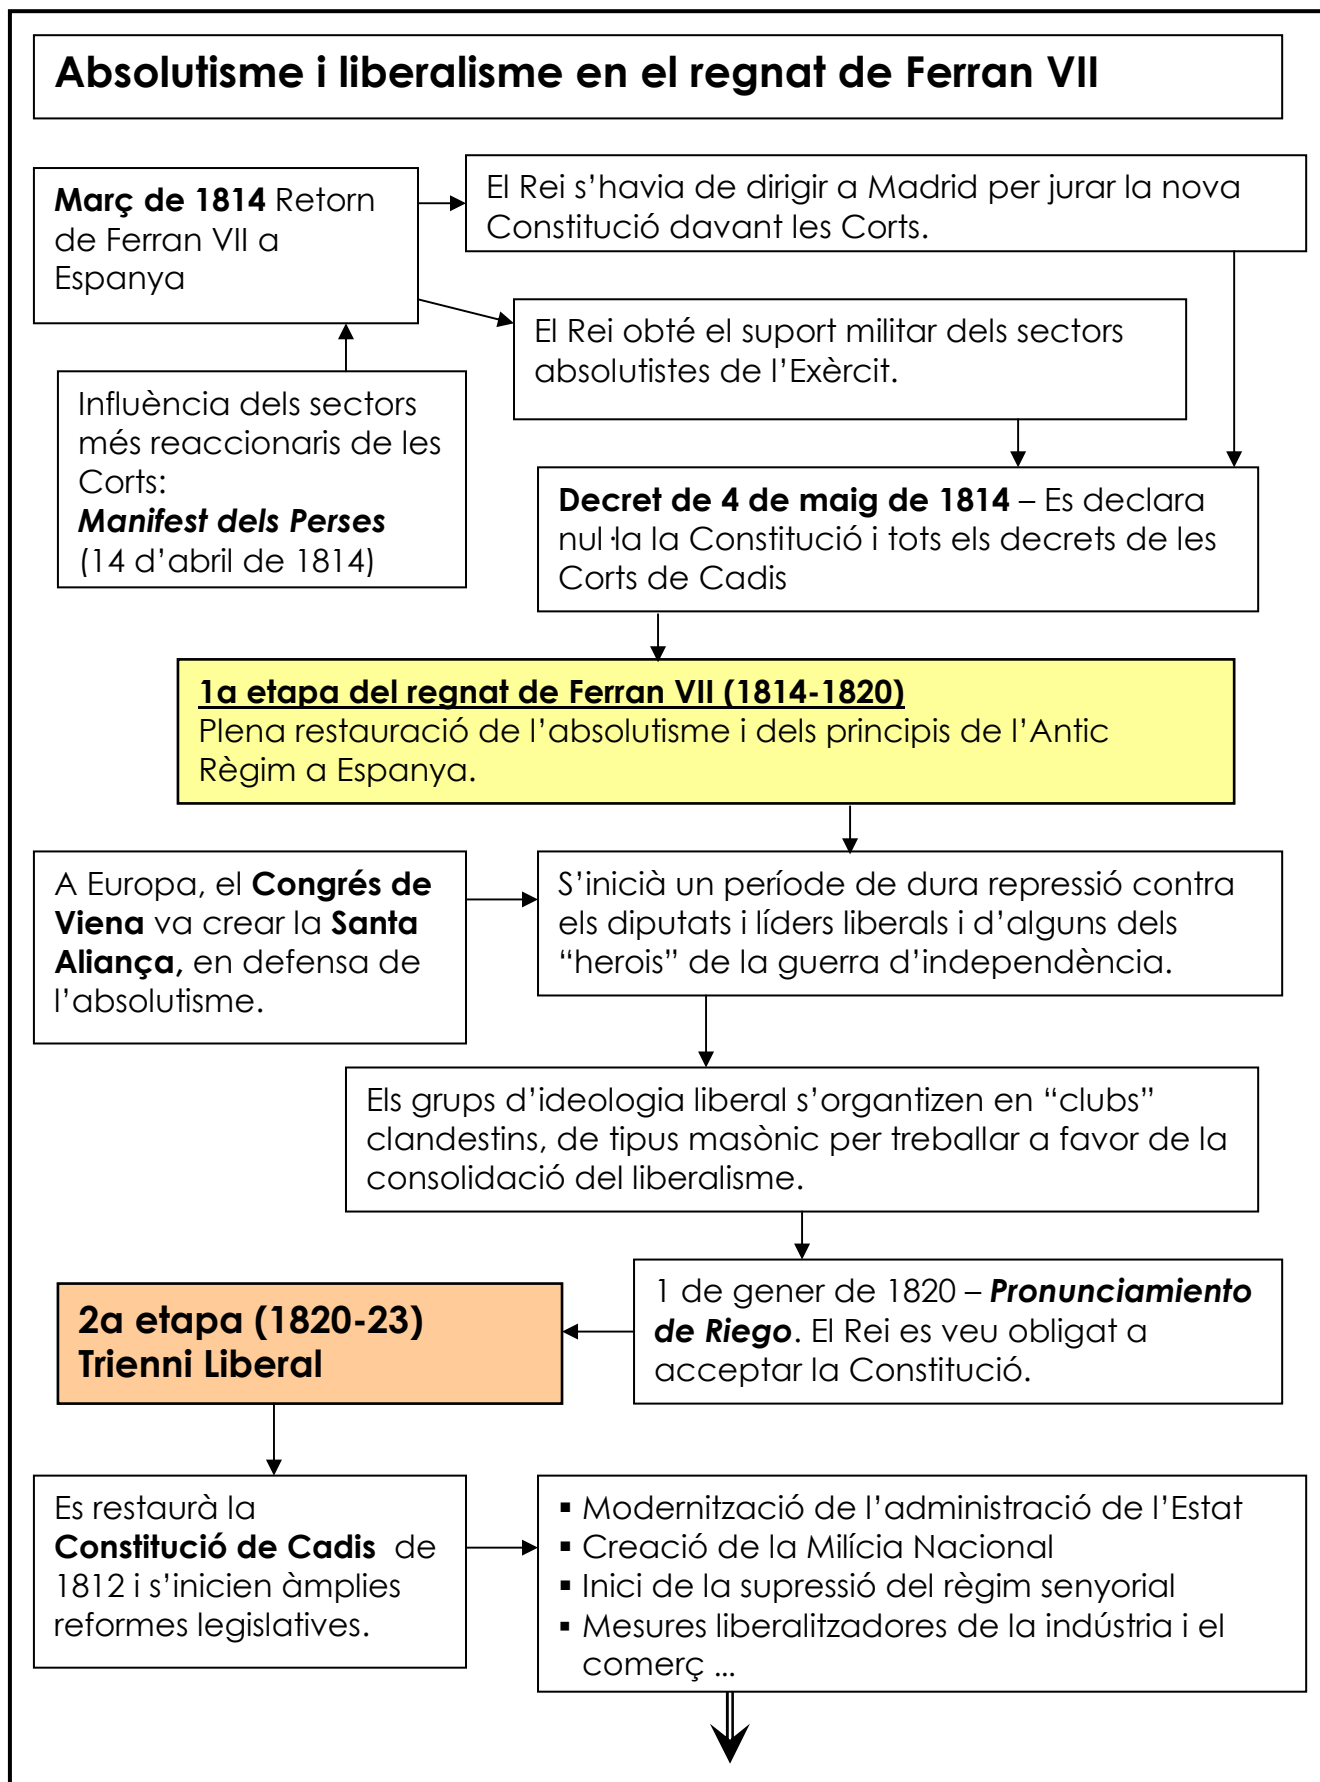 Absolutisme i liberalisme en el regnat de Ferran VII
Març de 1814 Retorn
de Ferran VII a
Espanya
El Rei s’havia de dirigir a Madrid per jurar la nova
Constitució davant les Corts.
El Rei obté el suport militar dels sectors
absolutistes de l’Exèrcit.
Influència dels sectors
més reaccionaris de les
Corts:
Manifest dels Perses
(14 d’abril de 1814)
Decret de 4 de maig de 1814 – Es declara
nul·la la Constitució i tots els decrets de les
Corts de Cadis
1a etapa del regnat de Ferran VII (1814-1820)
Plena restauració de l’absolutisme i dels principis de l’Antic
Règim a Espanya.
A Europa, el Congrés de
Viena va crear la Santa
Aliança, en defensa de
l’absolutisme.
S’inicià un període de dura repressió contra
els diputats i líders liberals i d’alguns dels
“herois” de la guerra d’independència.
Els grups d’ideologia liberal s’organtizen en “clubs”
clandestins, de tipus masònic per treballar a favor de la
consolidació del liberalisme.
1 de gener de 1820 – Pronunciamiento
de Riego. El Rei es veu obligat a
acceptar la Constitució.
2a etapa (1820-23)
Trienni Liberal
Es restaurà la
Constitució de Cadis de
1812 i s’inicien àmplies
reformes legislatives.
▪ Modernització de l’administració de l’Estat
▪ Creació de la Milícia Nacional
▪ Inici de la supressió del règim senyorial
▪ Mesures liberalitzadores de la indústria i el
comerç ...